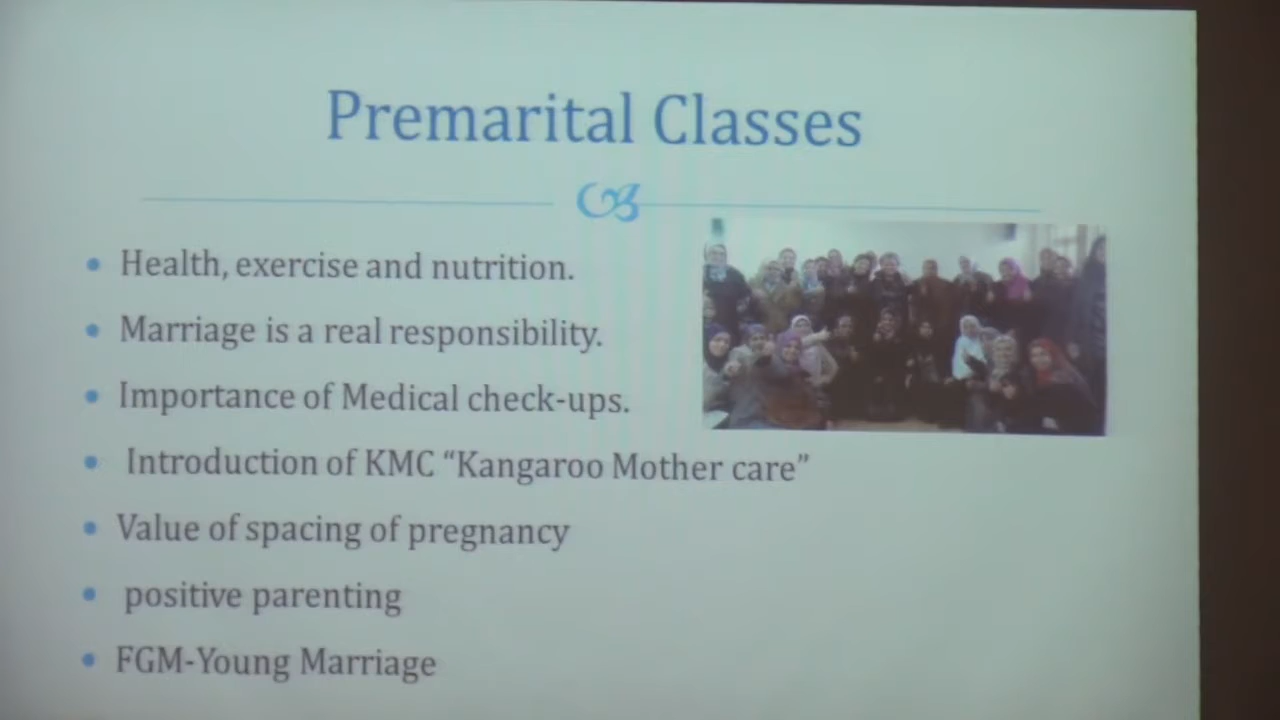 Premarital Classes
Health, exercise and nutrition.
Marriage is a real responsibility.
Importance of Medical check-ups.
Introduction of KMC “Kangaroo Mother care”
Value of spacing of pregnancy
positive parenting
FGM-Young Marriage